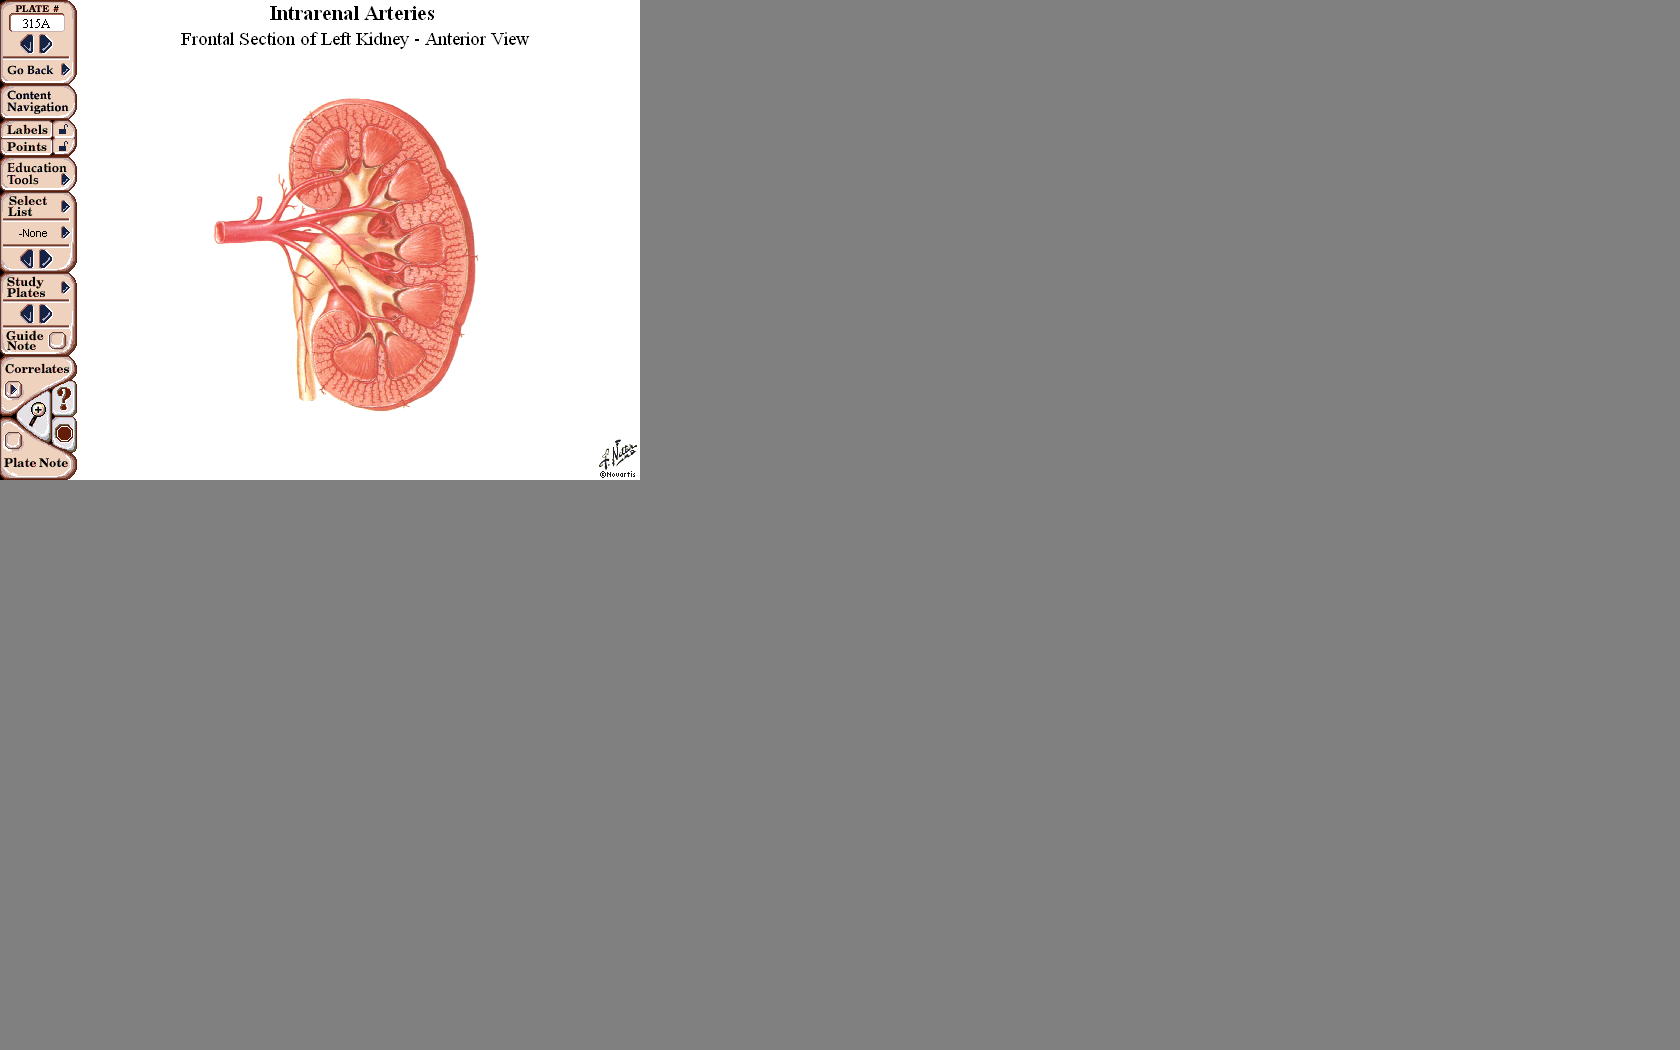 PLATE #
315A
Go Back
Content
Navigation
Labels
Points
Education
Tools
Select
List
-None
Study
Plates
Guide
Note
Correlates
?
Plate Note
Intrarenal Arteries
Frontal Section of Left Kidney - Anterior View
©Novartis